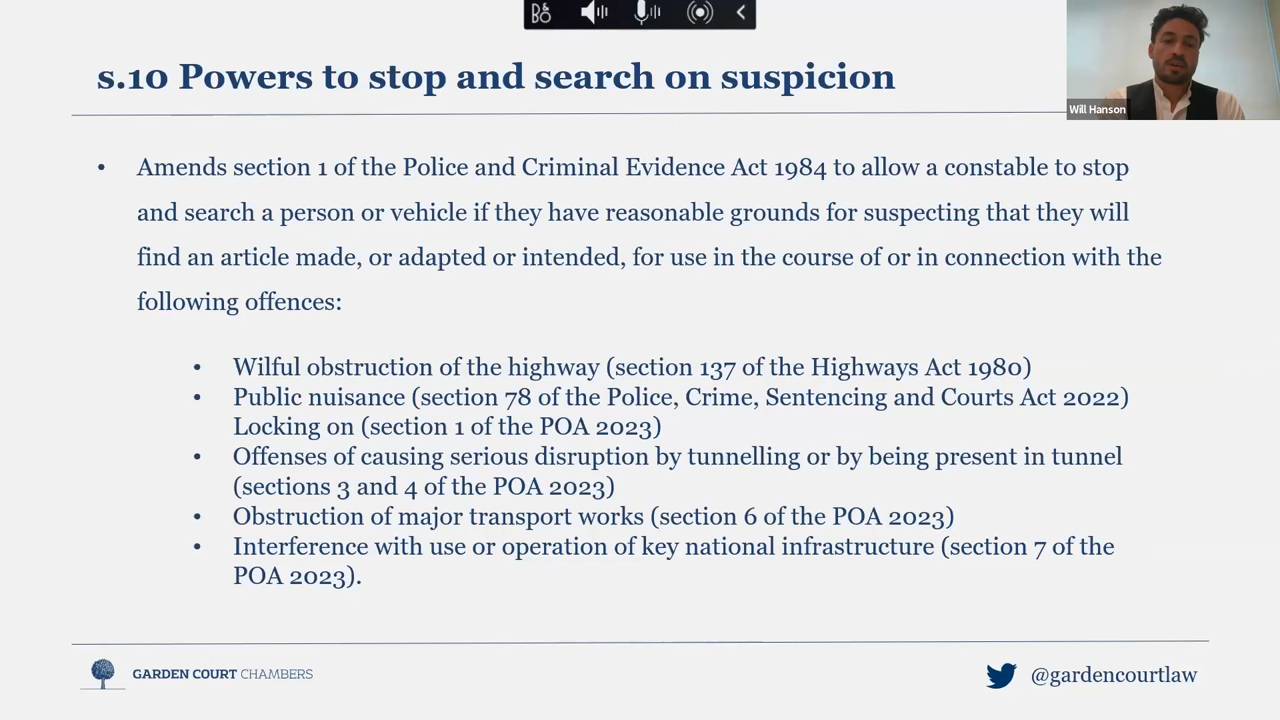 B&O
s.10 Powers to stop and search on suspicion
Will Hanson
• Amends section 1 of the Police and Criminal Evidence Act 1984 to allow a constable to stop
and search a person or vehicle if they have reasonable grounds for suspecting that they will
find an article made, or adapted or intended, for use in the course of or in connection with the
following offences:
• Wilful obstruction of the highway (section 137 of the Highways Act 1980)
• Public nuisance (section 78 of the Police, Crime, Sentencing and Courts Act 2022)
Locking on (section 1 of the POA 2023)
• Offenses of causing serious disruption by tunnelling or by being present in tunnel
(sections 3 and 4 of the POA 2023)
• Obstruction of major transport works (section 6 of the POA 2023)
• Interference with use or operation of key national infrastructure (section 7 of the
POA 2023).
GARDEN COURT CHAMBERS
@gardencourtlaw